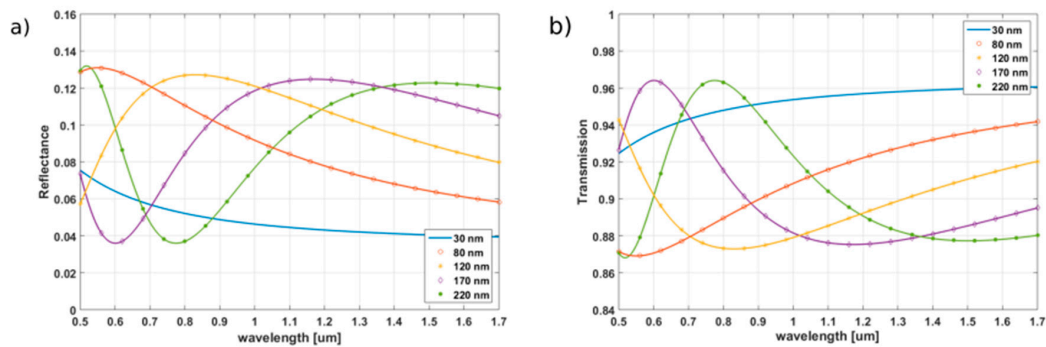 a)
0.16
0.14
0.12
0.1
0.08
0.06
0.04
0.02
0
Reflectance
0.5 0.6 0.7 0.8 0.9 1 1.1 1.2 1.3 1.4 1.5 1.6 1.7
wavelength [um]
30 nm
80 nm
120 nm
170 nm
220 nm
b)
1
0.98
0.96
0.94
0.92
0.9
0.88
0.86
0.84
Transmission
0.5 0.6 0.7 0.8 0.9 1 1.1 1.2 1.3 1.4 1.5 1.6 1.7
wavelength [um]
30 nm
80 nm
120 nm
170 nm
220 nm